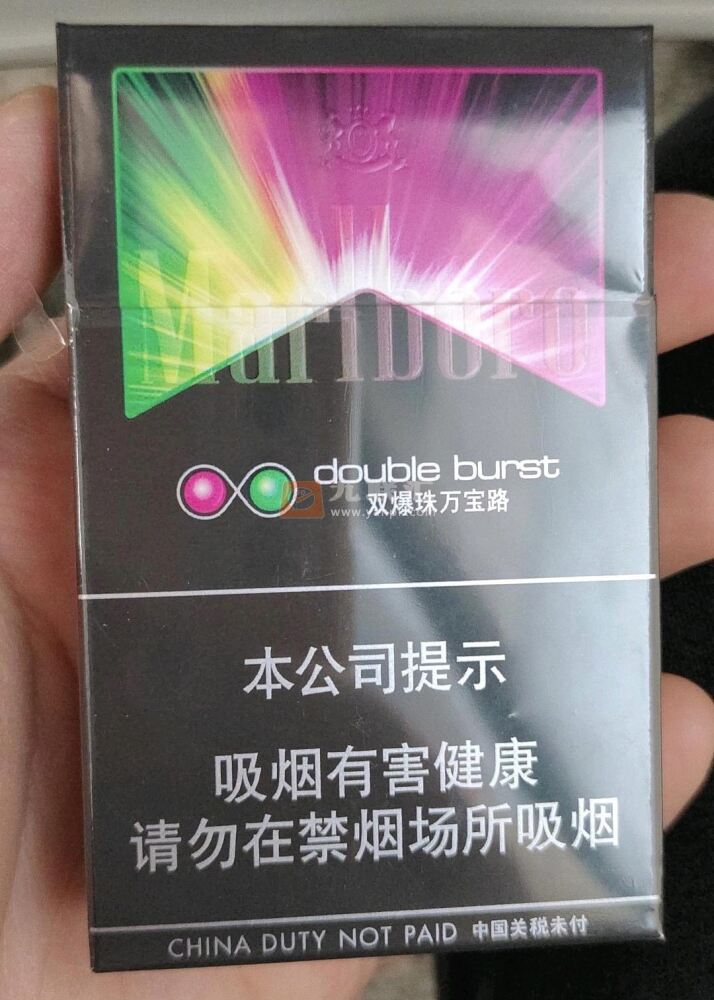 Marlboro
double burst
双爆珠万宝路
本公司提示
吸烟有害健康
请勿在禁烟场所吸烟
CHINA DUTY NOT PAID 中国关税未付